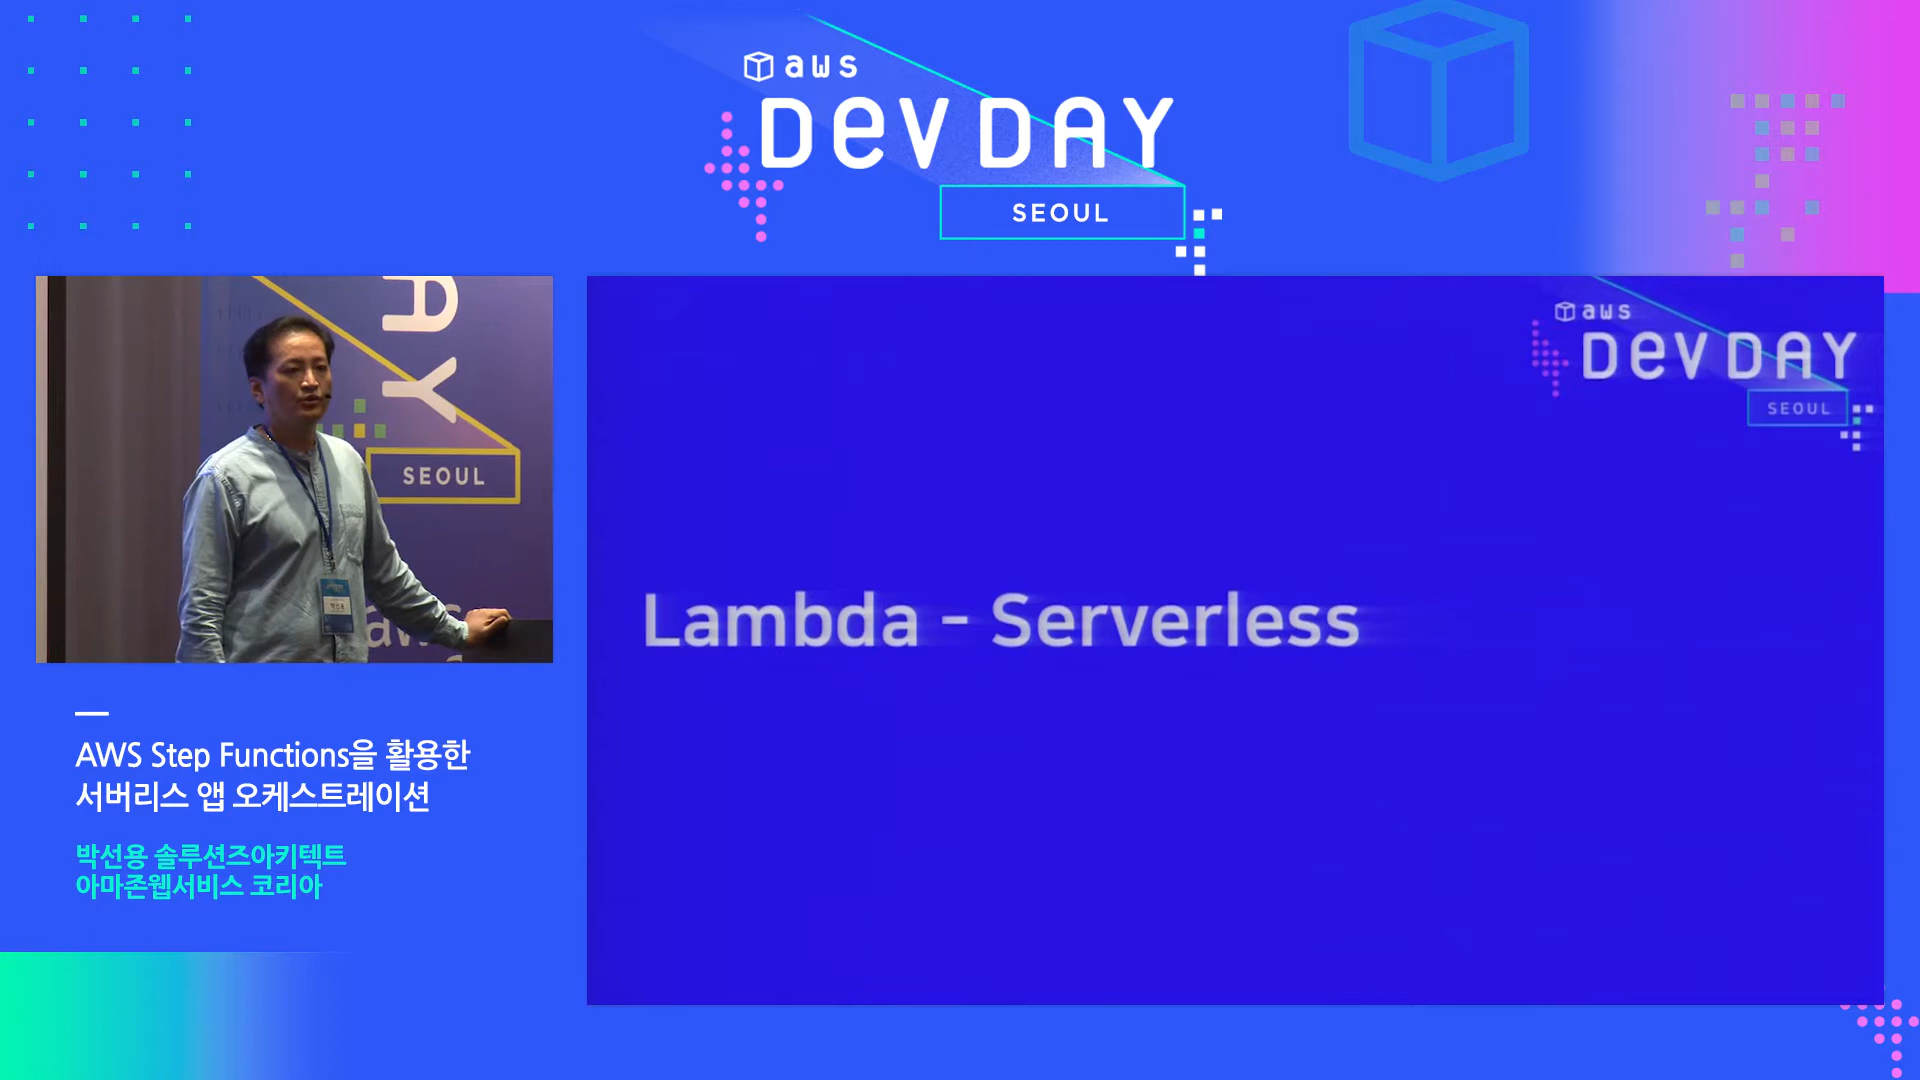 aws
DEV DAY
SEOUL
AY
SEOUL
aws
aws
DEV DAY
SEOUL
Lambda - Serverless
AWS Step Functions을 활용한
서버리스 앱 오케스트레이션
박선용 솔루션즈아키텍트
아마존웹서비스 코리아